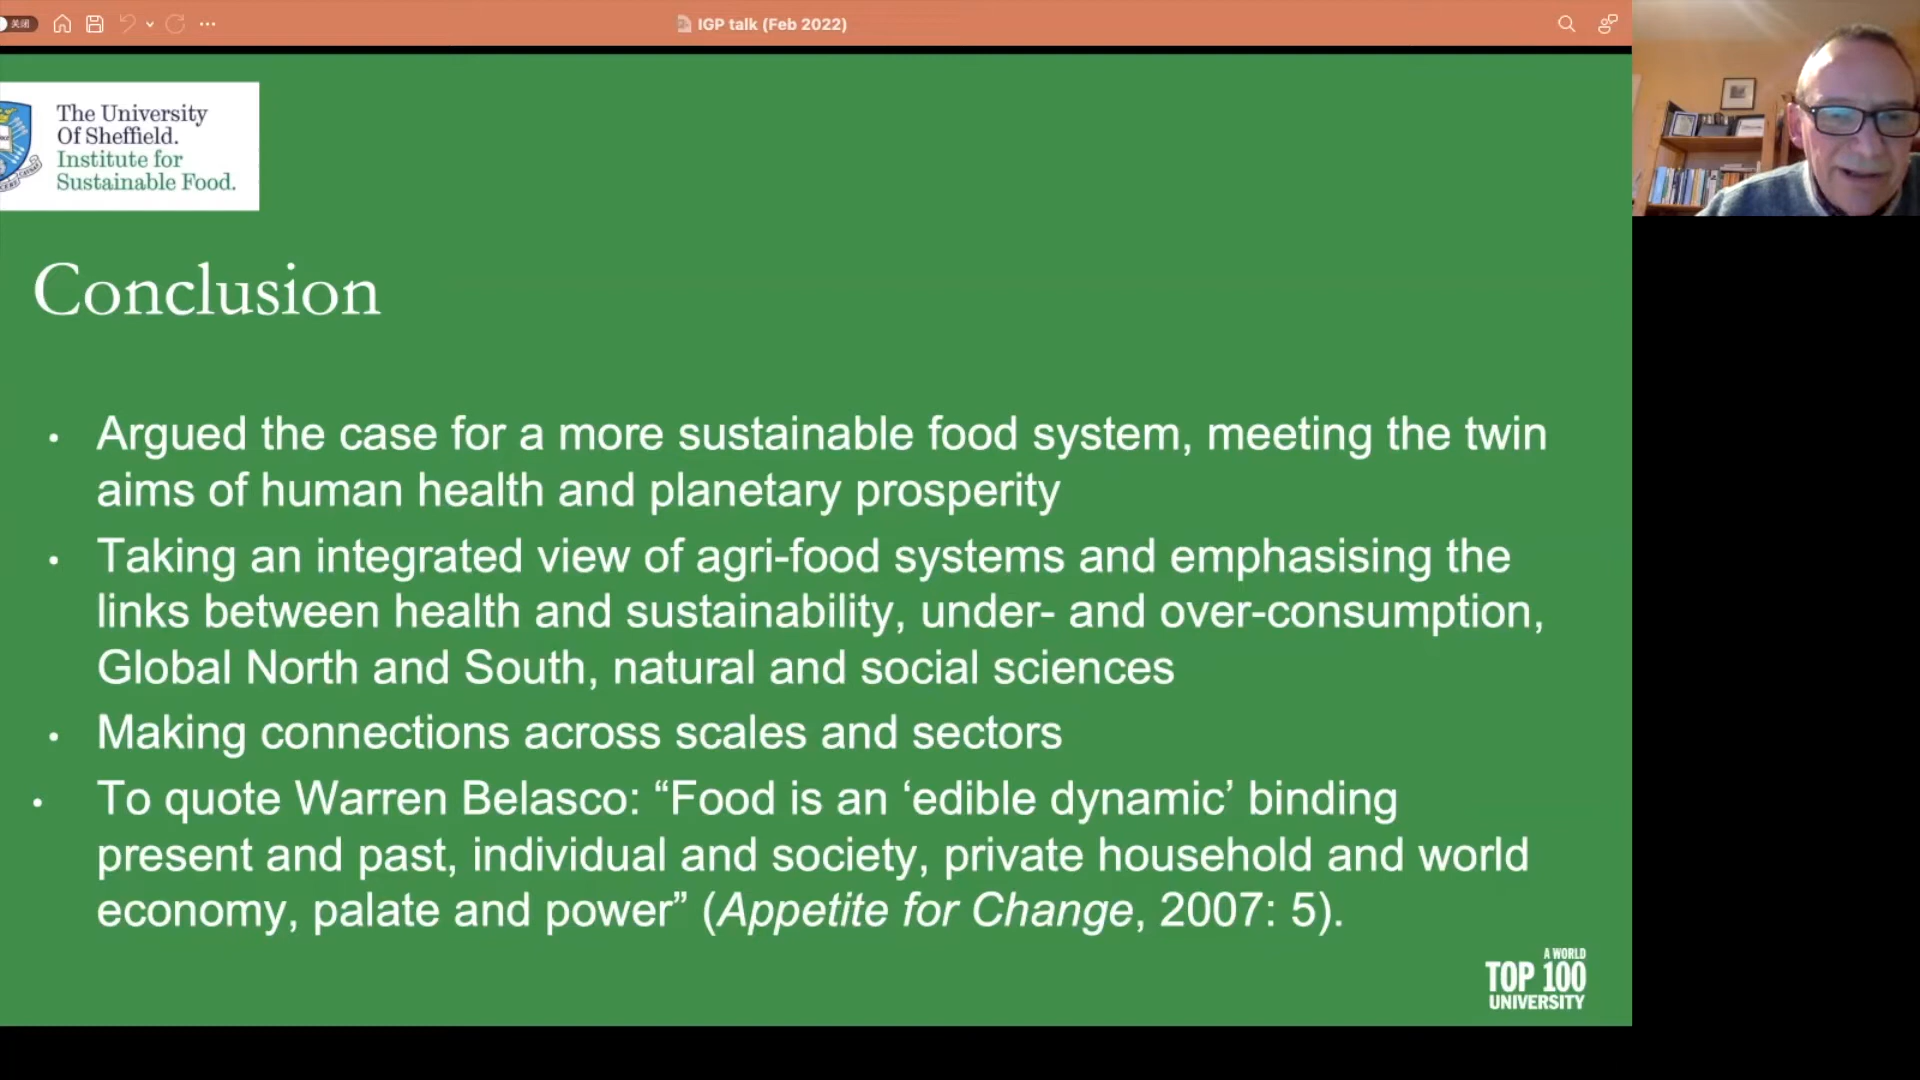 关闭
IGP talk (Feb 2022)
The University
Of Sheffield.
Institute for
Sustainable Food.
Conclusion
• Argued the case for a more sustainable food system, meeting the twin
aims of human health and planetary prosperity
• Taking an integrated view of agri-food systems and emphasising the
links between health and sustainability, under- and over-consumption,
Global North and South, natural and social sciences
• Making connections across scales and sectors
• To quote Warren Belasco: “Food is an ‘edible dynamic’ binding
present and past, individual and society, private household and world
economy, palate and power” (Appetite for Change, 2007: 5).
A WORLD
TOP 100
UNIVERSITY